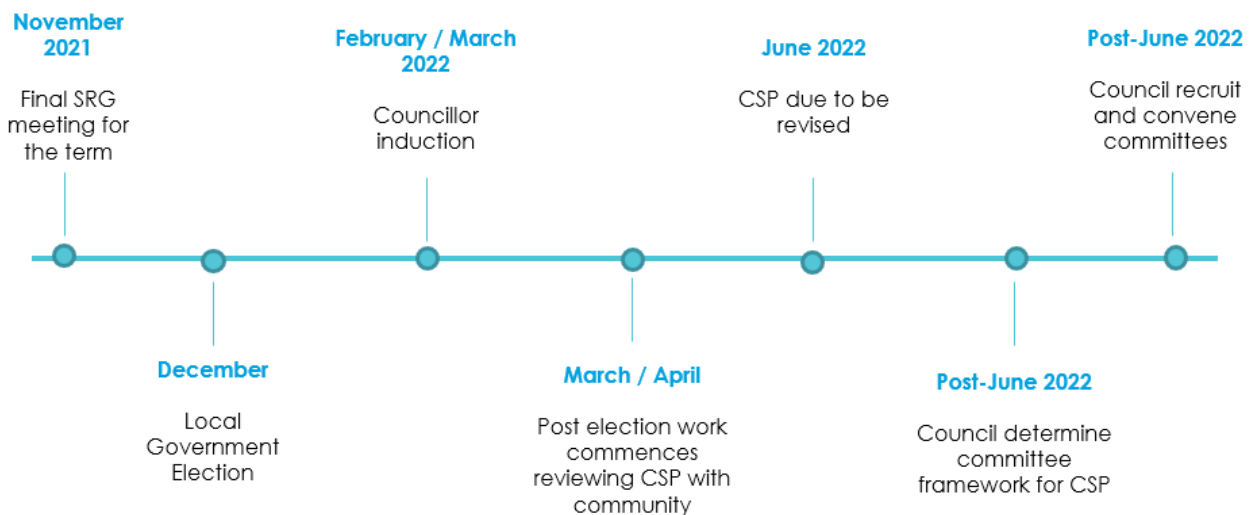 November
2021
Final SRG
meeting for
the term
December
Local
Government
Election
February / March
2022
Councillor
induction
March / April
Post election work
commences
reviewing CSP with
community
June 2022
CSP due to be
revised
Post-June 2022
Council determine
committee
framework for CSP
Post-June 2022
Council recruit
and convene
committees